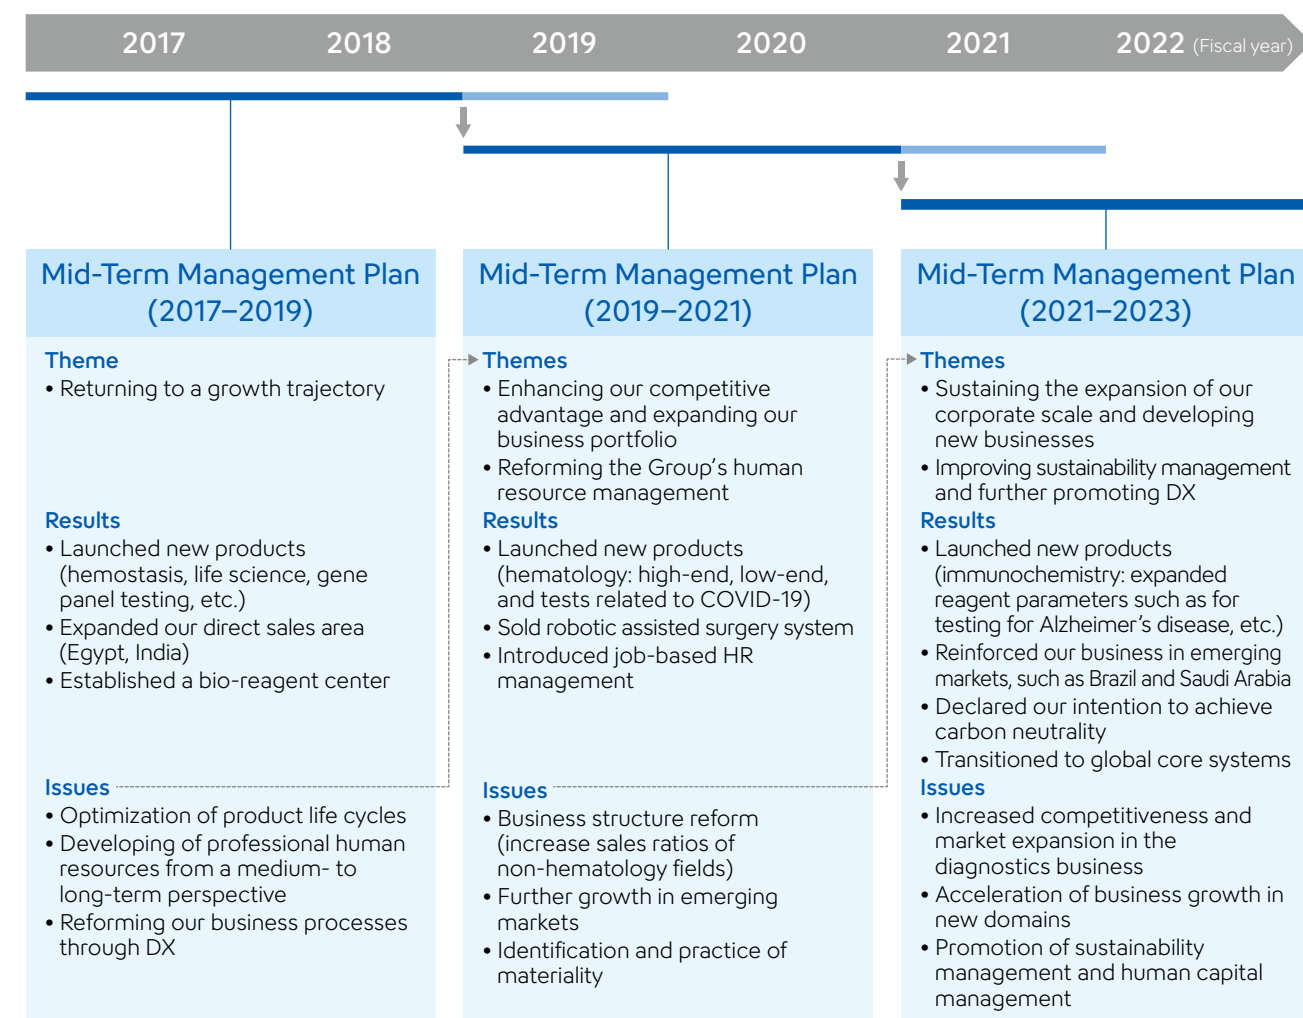 2017 2018 2019 2020 2021 2022 (Fiscal year)
Mid-Term Management Plan
(2017–2019)
Theme
• Returning to a growth trajectory
Results
• Launched new products
(hemostasis, life science, gene
panel testing, etc.)
• Expanded our direct sales area
(Egypt, India)
• Established a bio-reagent center
Issues
• Optimization of product life cycles
• Developing of professional human
resources from a medium- to
long-term perspective
• Reforming our business processes
through DX
Mid-Term Management Plan
(2019–2021)
Themes
• Enhancing our competitive
advantage and expanding our
business portfolio
• Reforming the Group’s human
resource management
Results
• Launched new products
(hematology: high-end, low-end,
and tests related to COVID-19)
• Sold robotic assisted surgery system
• Introduced job-based HR
management
Issues
• Business structure reform
(increase sales ratios of
non-hematology fields)
• Further growth in emerging
markets
• Identification and practice of
materiality
Mid-Term Management Plan
(2021–2023)
Themes
• Sustaining the expansion of our
corporate scale and developing
new businesses
• Improving sustainability management
and further promoting DX
Results
• Launched new products
(immunochemistry: expanded
reagent parameters such as for
testing for Alzheimer’s disease, etc.)
• Reinforced our business in emerging
markets, such as Brazil and Saudi Arabia
• Declared our intention to achieve
carbon neutrality
• Transitioned to global core systems
Issues
• Increased competitiveness and
market expansion in the
diagnostics business
• Acceleration of business growth in
new domains
• Promotion of sustainability
management and human capital
management